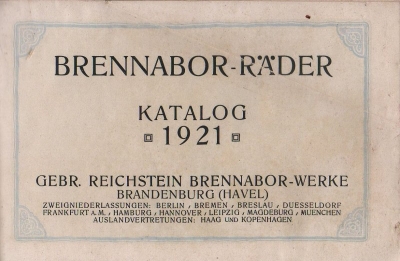 BRENNABOR-RÄDER
KATALOG
1921
GEBR. REICHSTEIN BRENNABOR-WERKE
BRANDENBURG (HAVEL)
ZWEIGNIEDERLASSUNGEN: BERLIN, BREMEN, BRESLAU, DUESSELDORF
FRANKFURT A.M., HAMBURG, HANNOVER, LEIPZIG, MAGDEBURG, MUENCHEN
AUSLANDVERTRETUNGEN: HAAG UND KOPENHAGEN